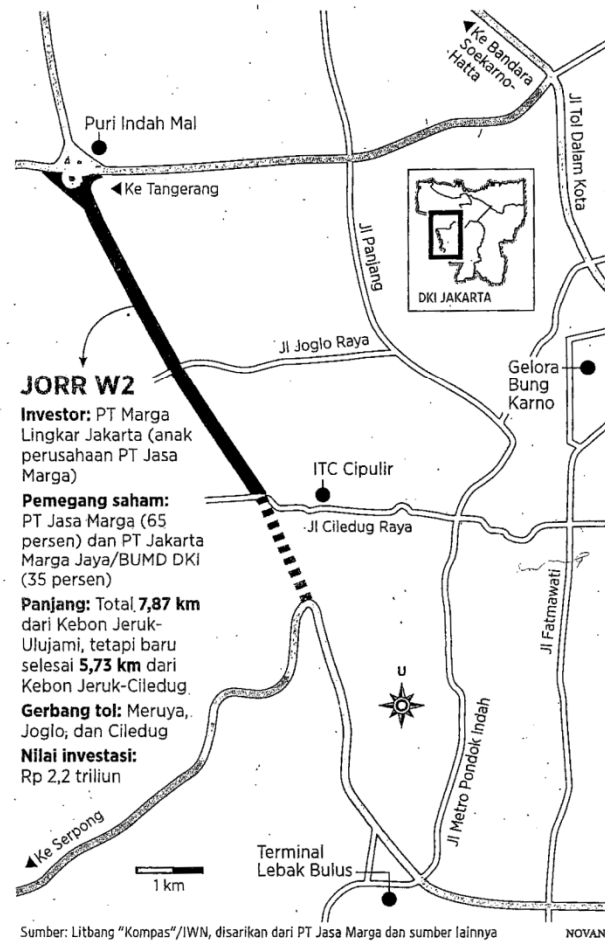 Ke Bandara
Soekarno-
Hatta
Puri Indah Mal
Ke Tangerang
Jl Tol Dalam Kota
Jl Panjang
DKI JAKARTA
Jl Joglo Raya
Gelora
Bung
Karno
JORR W2
Investor: PT Marga
Lingkar Jakarta (anak
perusahaan PT Jasa
Marga)
Pemegang saham:
PT Jasa Marga (65
persen) dan PT Jakarta
Marga Jaya/BUMD DKI
(35 persen)
Panjang: Total 7,87 km
dari Kebon Jeruk-
Ulujami, tetapi baru
selesai 5,73 km dari
Kebon Jeruk-Ciledug
Gerbang tol: Meruya,
Joglo, dan Ciledug
Nilai investasi:
Rp 2,2 triliun
ITC Cipulir
Jl Ciledug Raya
Jl Fatmawati
U
Jl Metro Pondok Indah
Ke Serpong
1 km
Terminal
Lebak Bulus
Sumber: Litbang "Kompas"/IWN, disarikan dari PT Jasa Marga dan sumber lainnya
NOVAN